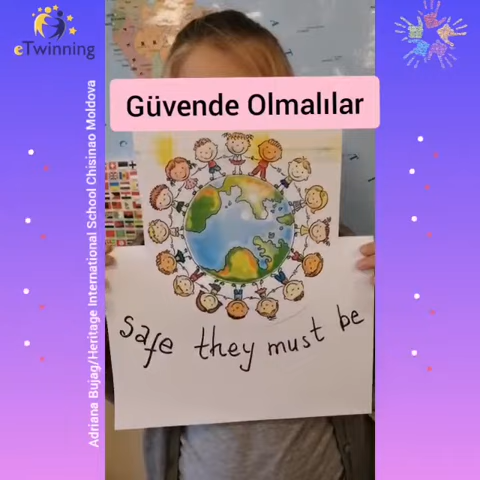 eTwinning
Güvende Olmalılar
Adriana Bujag/Heritage International School Chisinao Moldova
safe they must be